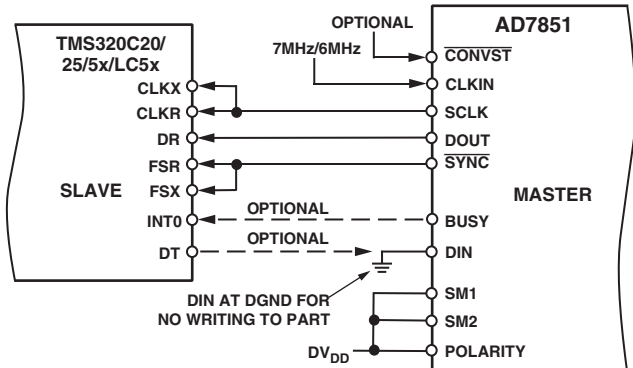 OPTIONAL
AD7851
TMS320C20/
25/5x/LC5x
7MHz/6MHz
CONVST
CLKX
CLKIN
CLKR
SCLK
DR
DOUT
FSR
SYNC
SLAVE
FSX
MASTER
INT0
OPTIONAL
BUSY
DT
OPTIONAL
DIN
DIN AT DGND FOR
NO WRITING TO PART
SM1
SM2
DVDD
POLARITY